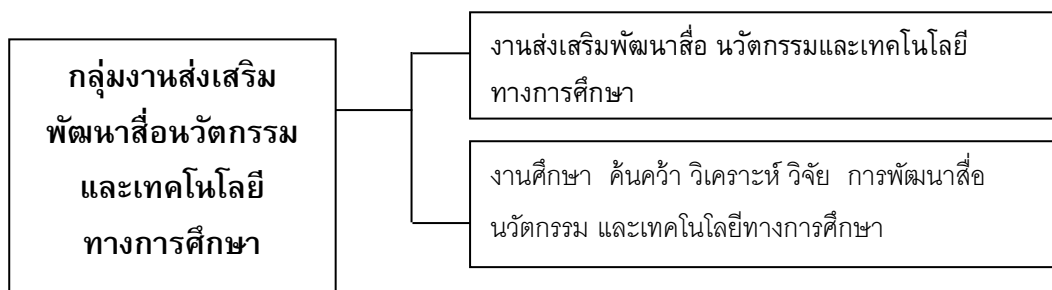 กลุ่มงานส่งเสริม
พัฒนาสื่อนวัตกรรม
และเทคโนโลยี
ทางการศึกษา
งานส่งเสริมพัฒนาสื่อ นวัตกรรมและเทคโนโลยี
ทางการศึกษา
งานศึกษา ค้นคว้า วิเคราะห์ วิจัย การพัฒนาสื่อ
นวัตกรรม และเทคโนโลยีทางการศึกษา